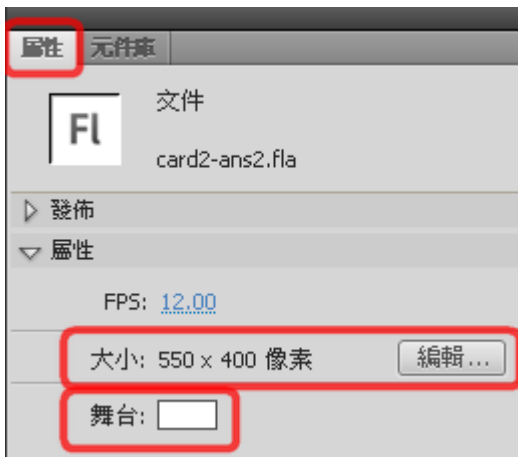 屬性 元件庫
Fl
文件
card2-ans2.fla
發佈
屬性
FPS: 12.00
大小: 550 x 400 像素 編輯...
舞台: